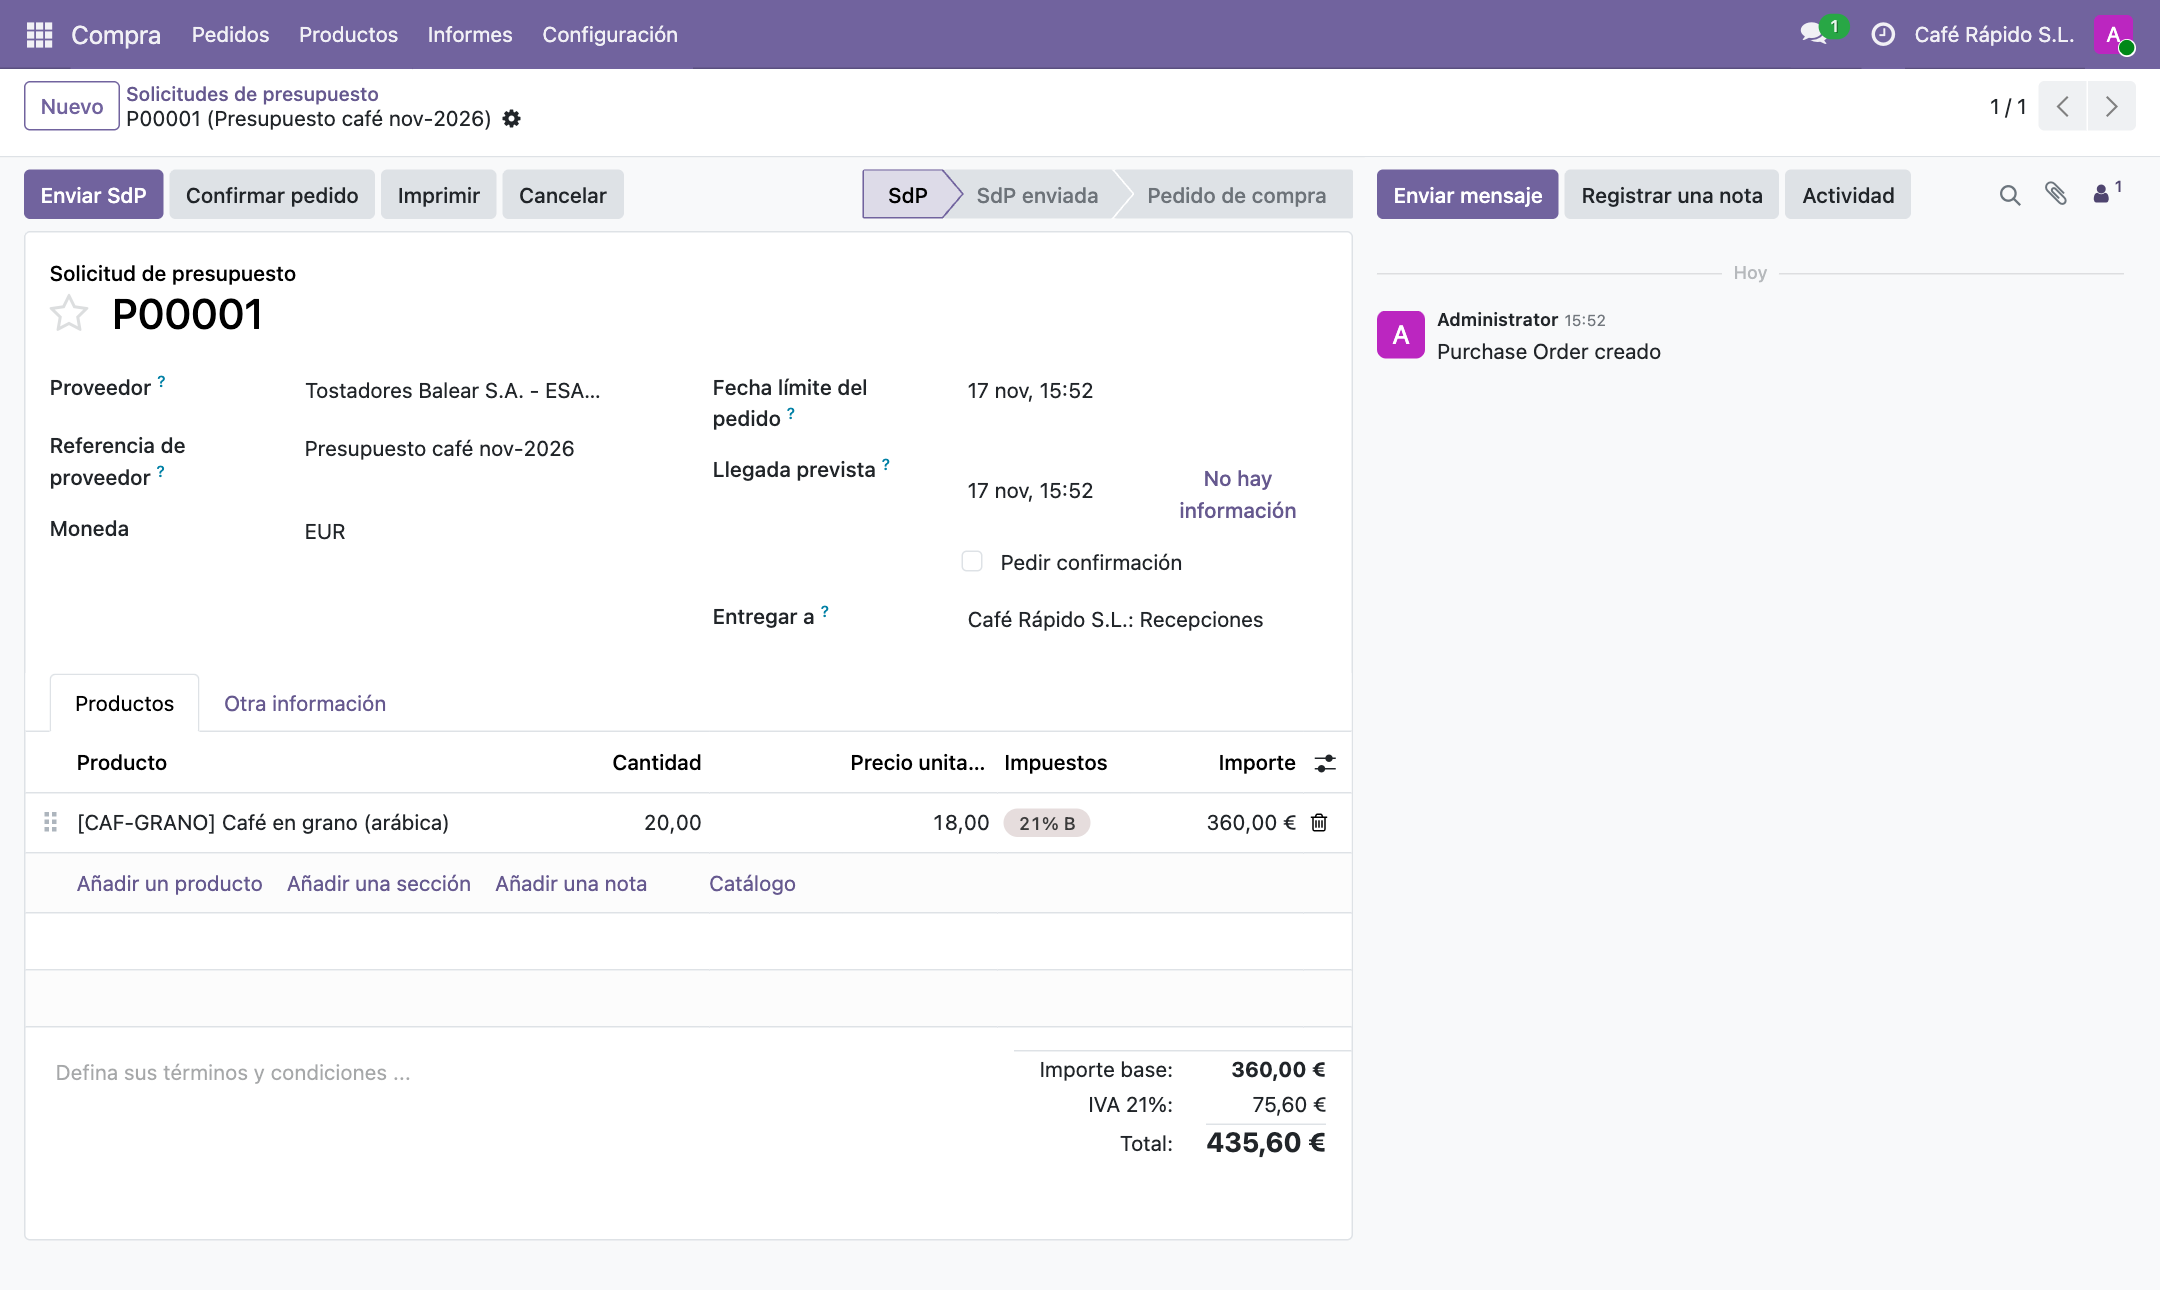 Compra Pedidos Productos Informes Configuración 1 Café Rápido S.L. A
Nuevo
Solicitudes de presupuesto
P00001 (Presupuesto café nov-2026)
1 / 1
Enviar SdP Confirmar pedido Imprimir Cancelar SdP SdP enviada Pedido de compra Enviar mensaje Registrar una nota Actividad 1
Solicitud de presupuesto
P00001
Proveedor ? Tostadores Balear S.A. - ESA...
Referencia de
proveedor ? Presupuesto café nov-2026
Moneda EUR
Fecha límite del
pedido ? 17 nov, 15:52
Llegada prevista ? 17 nov, 15:52
No hay
información
Pedir confirmación
Entregar a ? Café Rápido S.L.: Recepciones
Productos Otra información
Producto Cantidad Precio unita... Impuestos Importe
[CAF-GRANO] Café en grano (arábica) 20,00 18,00 21% B 360,00 €
Añadir un producto Añadir una sección Añadir una nota Catálogo
Defina sus términos y condiciones ...
Importe base: 360,00 €
IVA 21%: 75,60 €
Total: 435,60 €
Hoy
A
Administrator 15:52
Purchase Order creado